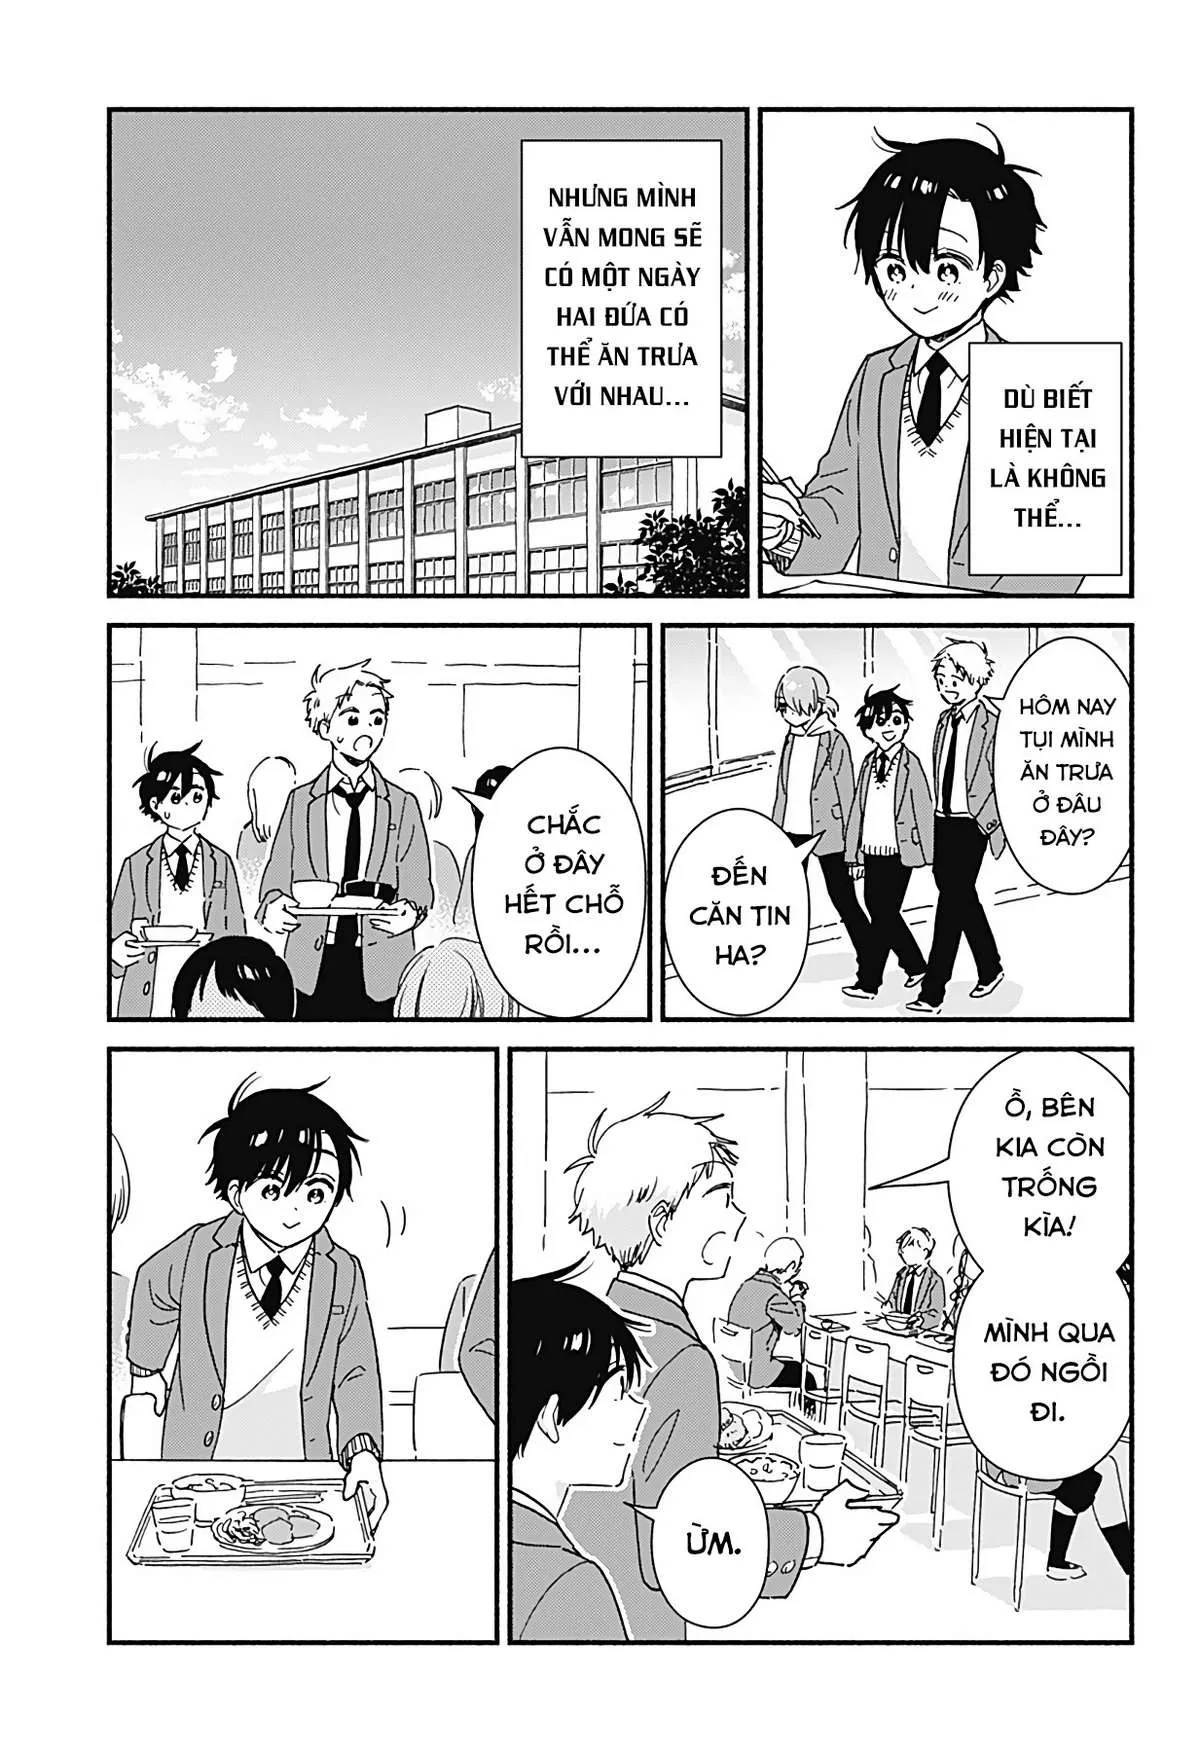 DÙ BIẾT
HIỆN TẠI
LÀ KHÔNG
THỂ...
NHƯNG MÌNH
VẪN MONG SẼ
CÓ MỘT NGÀY
HAI ĐỨA CÓ
THỂ ĂN TRƯA
VỚI NHAU...
HÔM NAY
TỤI MÌNH
ĂN TRƯA
Ở ĐÂU
ĐÂY?
ĐẾN
CĂN TIN
HA?
CHẮC
Ở ĐÂY
HẾT CHỖ
RỒI...
Ồ, BÊN
KIA CÒN
TRỐNG
KÌA!
MÌNH QUA
ĐÓ NGỒI
ĐI.
ỪM.